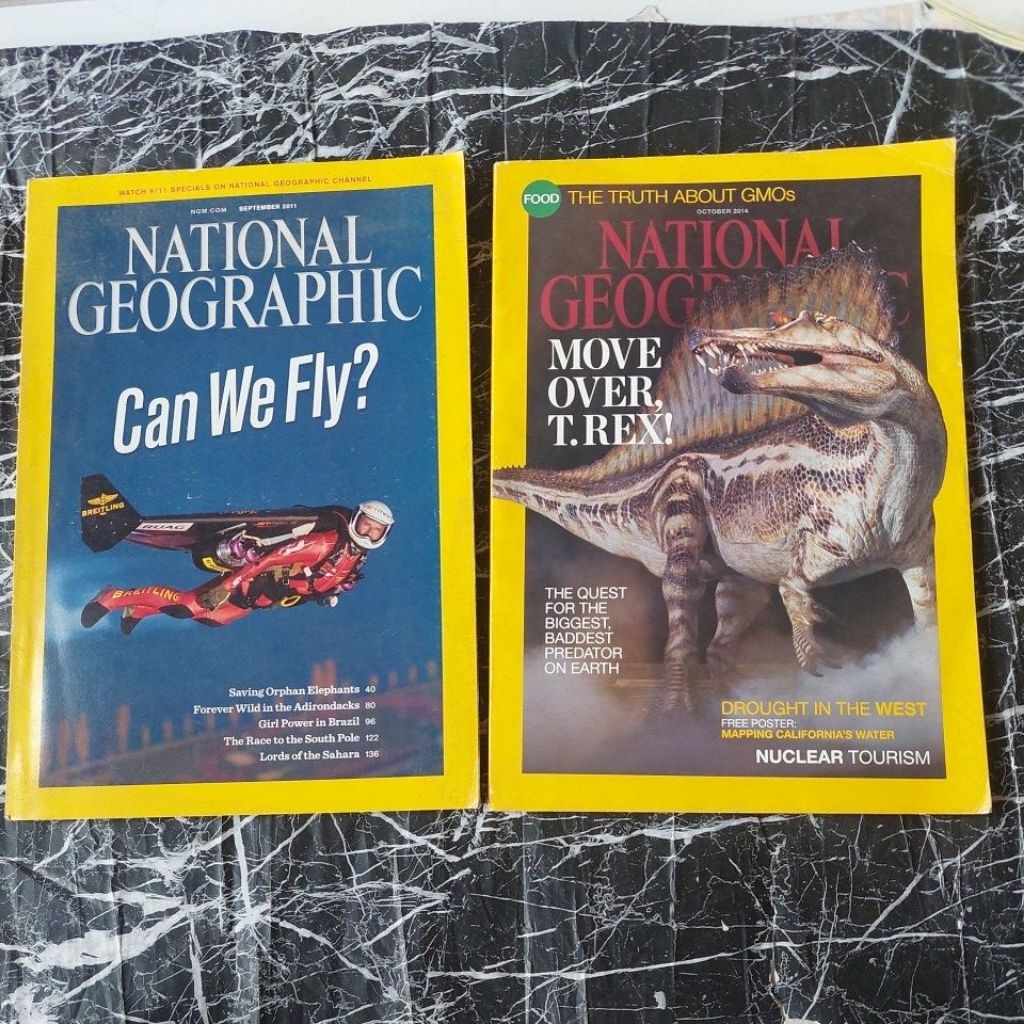 WATCH 9/11 SPECIALS ON NATIONAL GEOGRAPHIC CHANNEL
NGM.COM SEPTEMBER 2011
NATIONAL
GEOGRAPHIC
Can We Fly?
BREITLING
RUAG
BREITLING
Saving Orphan Elephants 40
Forever Wild in the Adirondacks 80
Girl Power in Brazil 96
The Race to the South Pole 122
Lords of the Sahara 136
FOOD THE TRUTH ABOUT GMOs
OCTOBER 2014
NATIONAL
GEOGRAPHIC
MOVE
OVER,
T. REX!
THE QUEST
FOR THE
BIGGEST,
BADDEST
PREDATOR
ON EARTH
DROUGHT IN THE WEST
FREE POSTER:
MAPPING CALIFORNIA'S WATER
NUCLEAR TOURISM